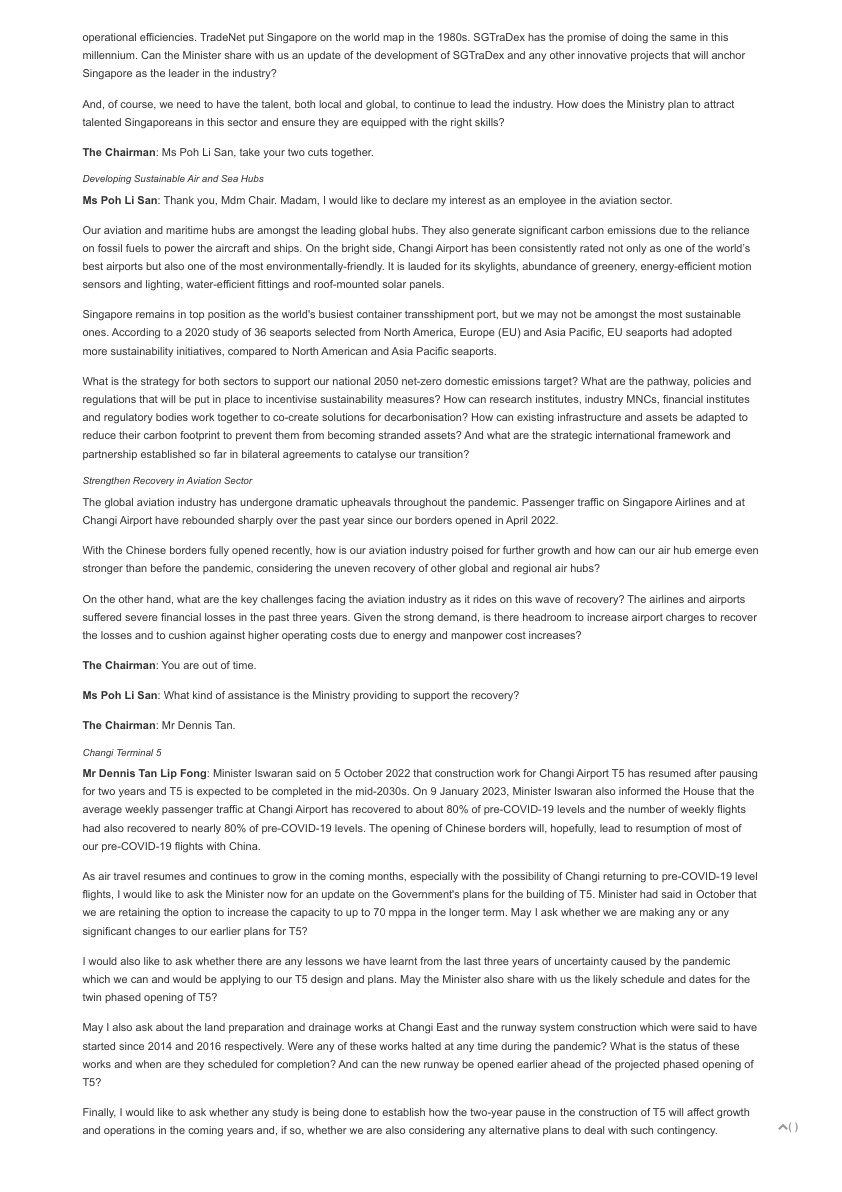 operational efficiencies. TradeNet put Singapore on the world map in the 1980s. SGTraDex has the promise of doing the same in this
millennium. Can the Minister share with us an update of the development of SGTraDex and any other innovative projects that will anchor
Singapore as the leader in the industry?
And, of course, we need to have the talent, both local and global, to continue to lead the industry. How does the Ministry plan to attract
talented Singaporeans in this sector and ensure they are equipped with the right skills?
The Chairman: Ms Poh Li San, take your two cuts together.
Developing Sustainable Air and Sea Hubs
Ms Poh Li San: Thank you, Mdm Chair. Madam, I would like to declare my interest as an employee in the aviation sector.
Our aviation and maritime hubs are amongst the leading global hubs. They also generate significant carbon emissions due to the reliance
on fossil fuels to power the aircraft and ships. On the bright side, Changi Airport has been consistently rated not only as one of the world's
best airports but also one of the most environmentally-friendly. It is lauded for its skylights, abundance of greenery, energy-efficient motion
sensors and lighting, water-efficient fittings and roof-mounted solar panels.
Singapore remains in top position as the world's busiest container transshipment port, but we may not be amongst the most sustainable
ones. According to a 2020 study of 36 seaports selected from North America, Europe (EU) and Asia Pacific, EU seaports had adopted
more sustainability initiatives, compared to North American and Asia Pacific seaports.
What is the strategy for both sectors to support our national 2050 net-zero domestic emissions target? What are the pathway, policies and
regulations that will be put in place to incentivise sustainability measures? How can research institutes, industry MNCs, financial institutes
and regulatory bodies work together to co-create solutions for decarbonisation? How can existing infrastructure and assets be adapted to
reduce their carbon footprint to prevent them from becoming stranded assets? And what are the strategic international framework and
partnership established so far in bilateral agreements to catalyse our transition?
Strengthen Recovery in Aviation Sector
The global aviation industry has undergone dramatic upheavals throughout the pandemic. Passenger traffic on Singapore Airlines and at
Changi Airport have rebounded sharply over the past year since our borders opened in April 2022.
With the Chinese borders fully opened recently, how is our aviation industry poised for further growth and how can our air hub emerge even
stronger than before the pandemic, considering the uneven recovery of other global and regional air hubs?
On the other hand, what are the key challenges facing the aviation industry as it rides on this wave of recovery? The airlines and airports
suffered severe financial losses in the past three years. Given the strong demand, is there headroom to increase airport charges to recover
the losses and to cushion against higher operating costs due to energy and manpower cost increases?
The Chairman: You are out of time.
Ms Poh Li San: What kind of assistance is the Ministry providing to support the recovery?
The Chairman: Mr Dennis Tan.
Changi Terminal 5
Mr Dennis Tan Lip Fong: Minister Iswaran said on 5 October 2022 that construction work for Changi Airport T5 has resumed after pausing
for two years and T5 is expected to be completed in the mid-2030s. On 9 January 2023, Minister Iswaran also informed the House that the
average weekly passenger traffic at Changi Airport has recovered to about 80% of pre-COVID-19 levels and the number of weekly flights
had also recovered to nearly 80% of pre-COVID-19 levels. The opening of Chinese borders will, hopefully, lead to resumption of most of
our pre-COVID-19 flights with China.
As air travel resumes and continues to grow in the coming months, especially with the possibility of Changi returning to pre-COVID-19 level
flights, I would like to ask the Minister now for an update on the Government's plans for the building of T5. Minister had said in October that
we are retaining the option to increase the capacity to up to 70 mppa in the longer term. May I ask whether we are making any or any
significant changes to our earlier plans for T5?
I would also like to ask whether there are any lessons we have learnt from the last three years of uncertainty caused by the pandemic
which we can and would be applying to our T5 design and plans. May the Minister also share with us the likely schedule and dates for the
twin phased opening of T5?
May I also ask about the land preparation and drainage works at Changi East and the runway system construction which were said to have
started since 2014 and 2016 respectively. Were any of these works halted at any time during the pandemic? What is the status of these
works and when are they scheduled for completion? And can the new runway be opened earlier ahead of the projected phased opening of
T5?
Finally, I would like to ask whether any study is being done to establish how the two-year pause in the construction of T5 will affect growth
and operations in the coming years and, if so, whether we are also considering any alternative plans to deal with such contingency.
( )